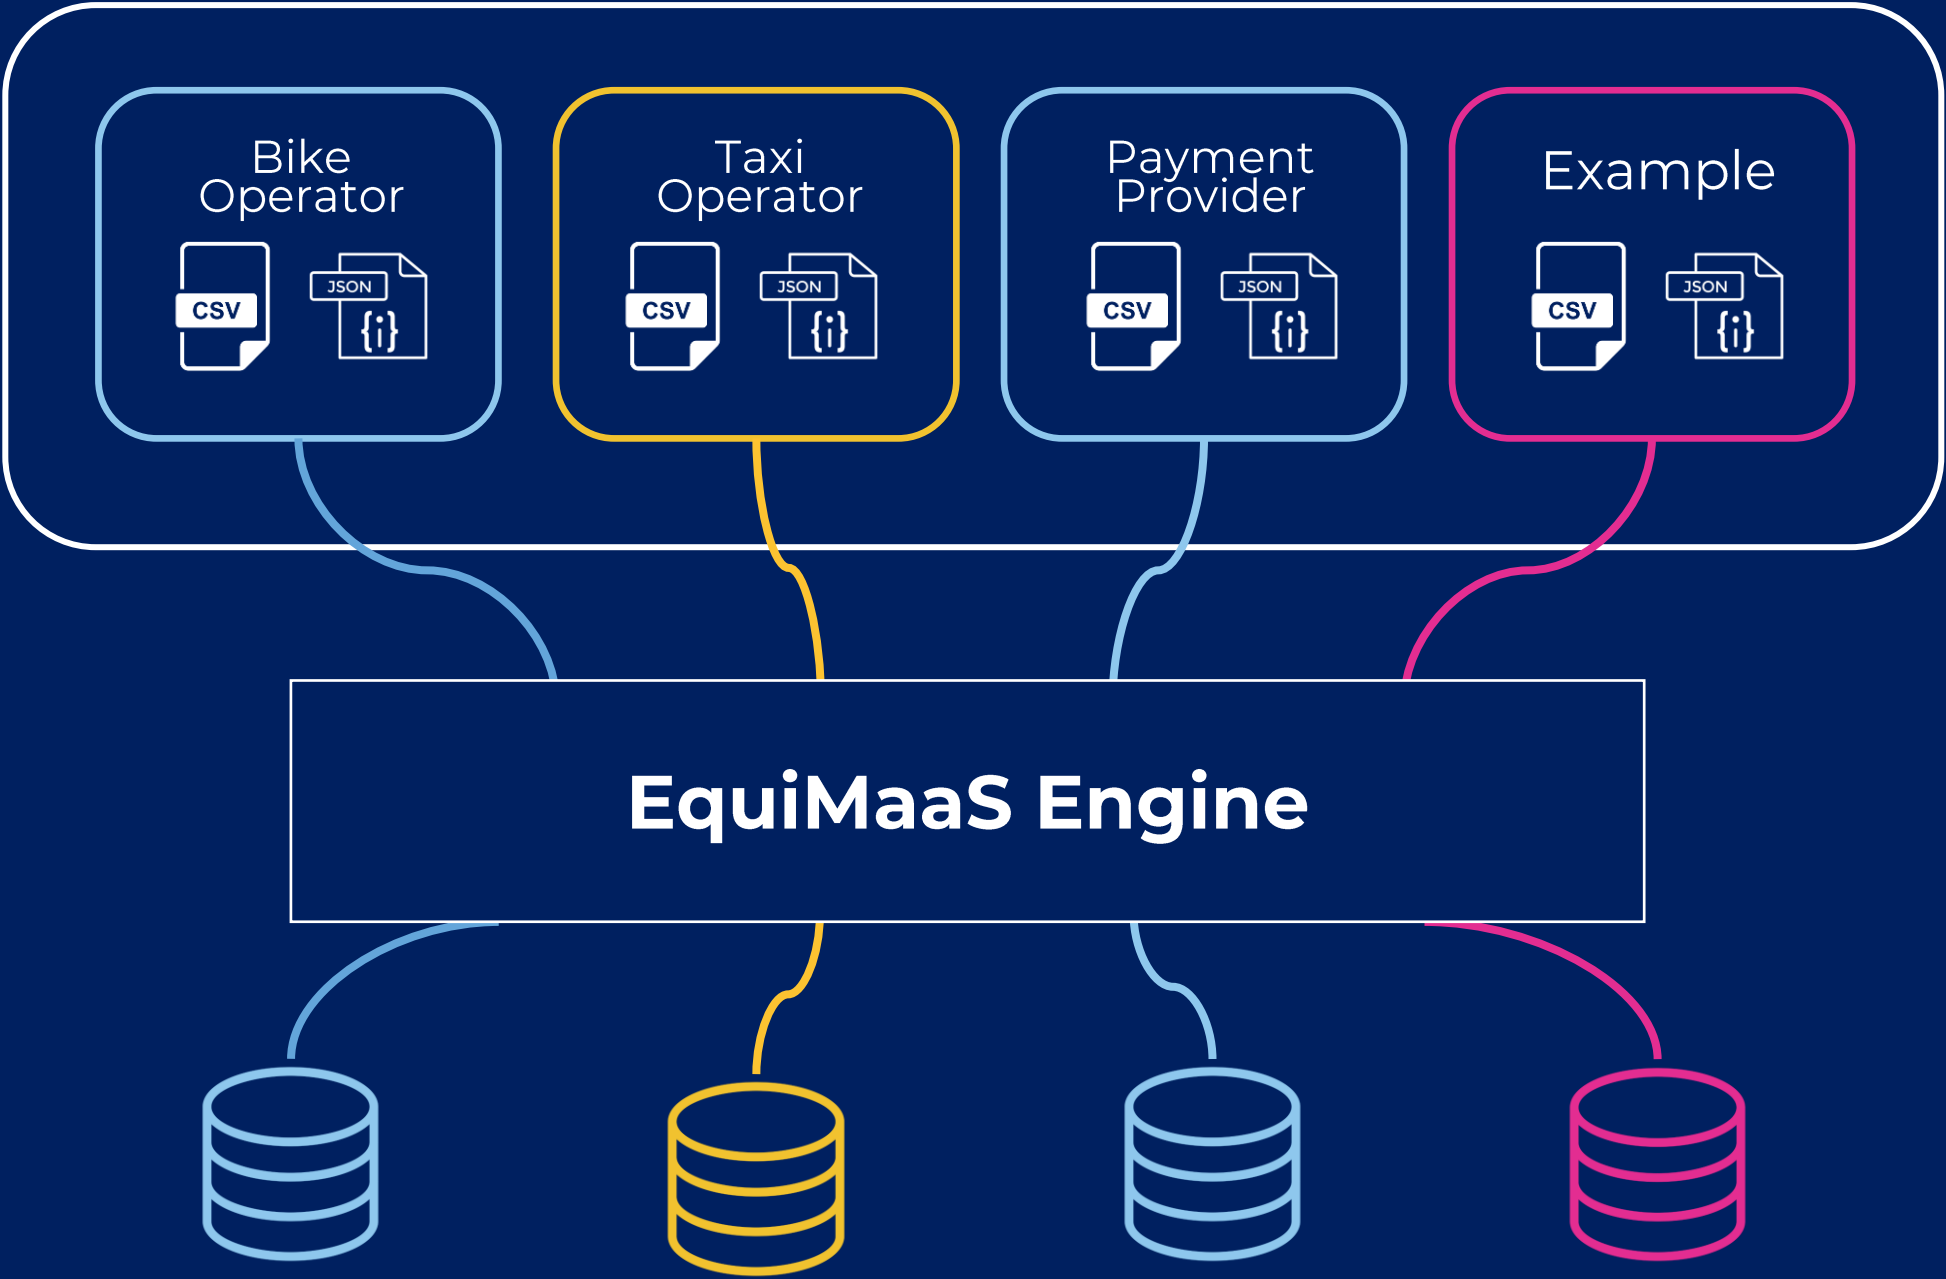 Bike
Operator
CSV
JSON
{i}
Taxi
Operator
CSV
JSON
{i}
Payment
Provider
CSV
JSON
{i}
Example
CSV
JSON
{i}
EquiMaaS Engine